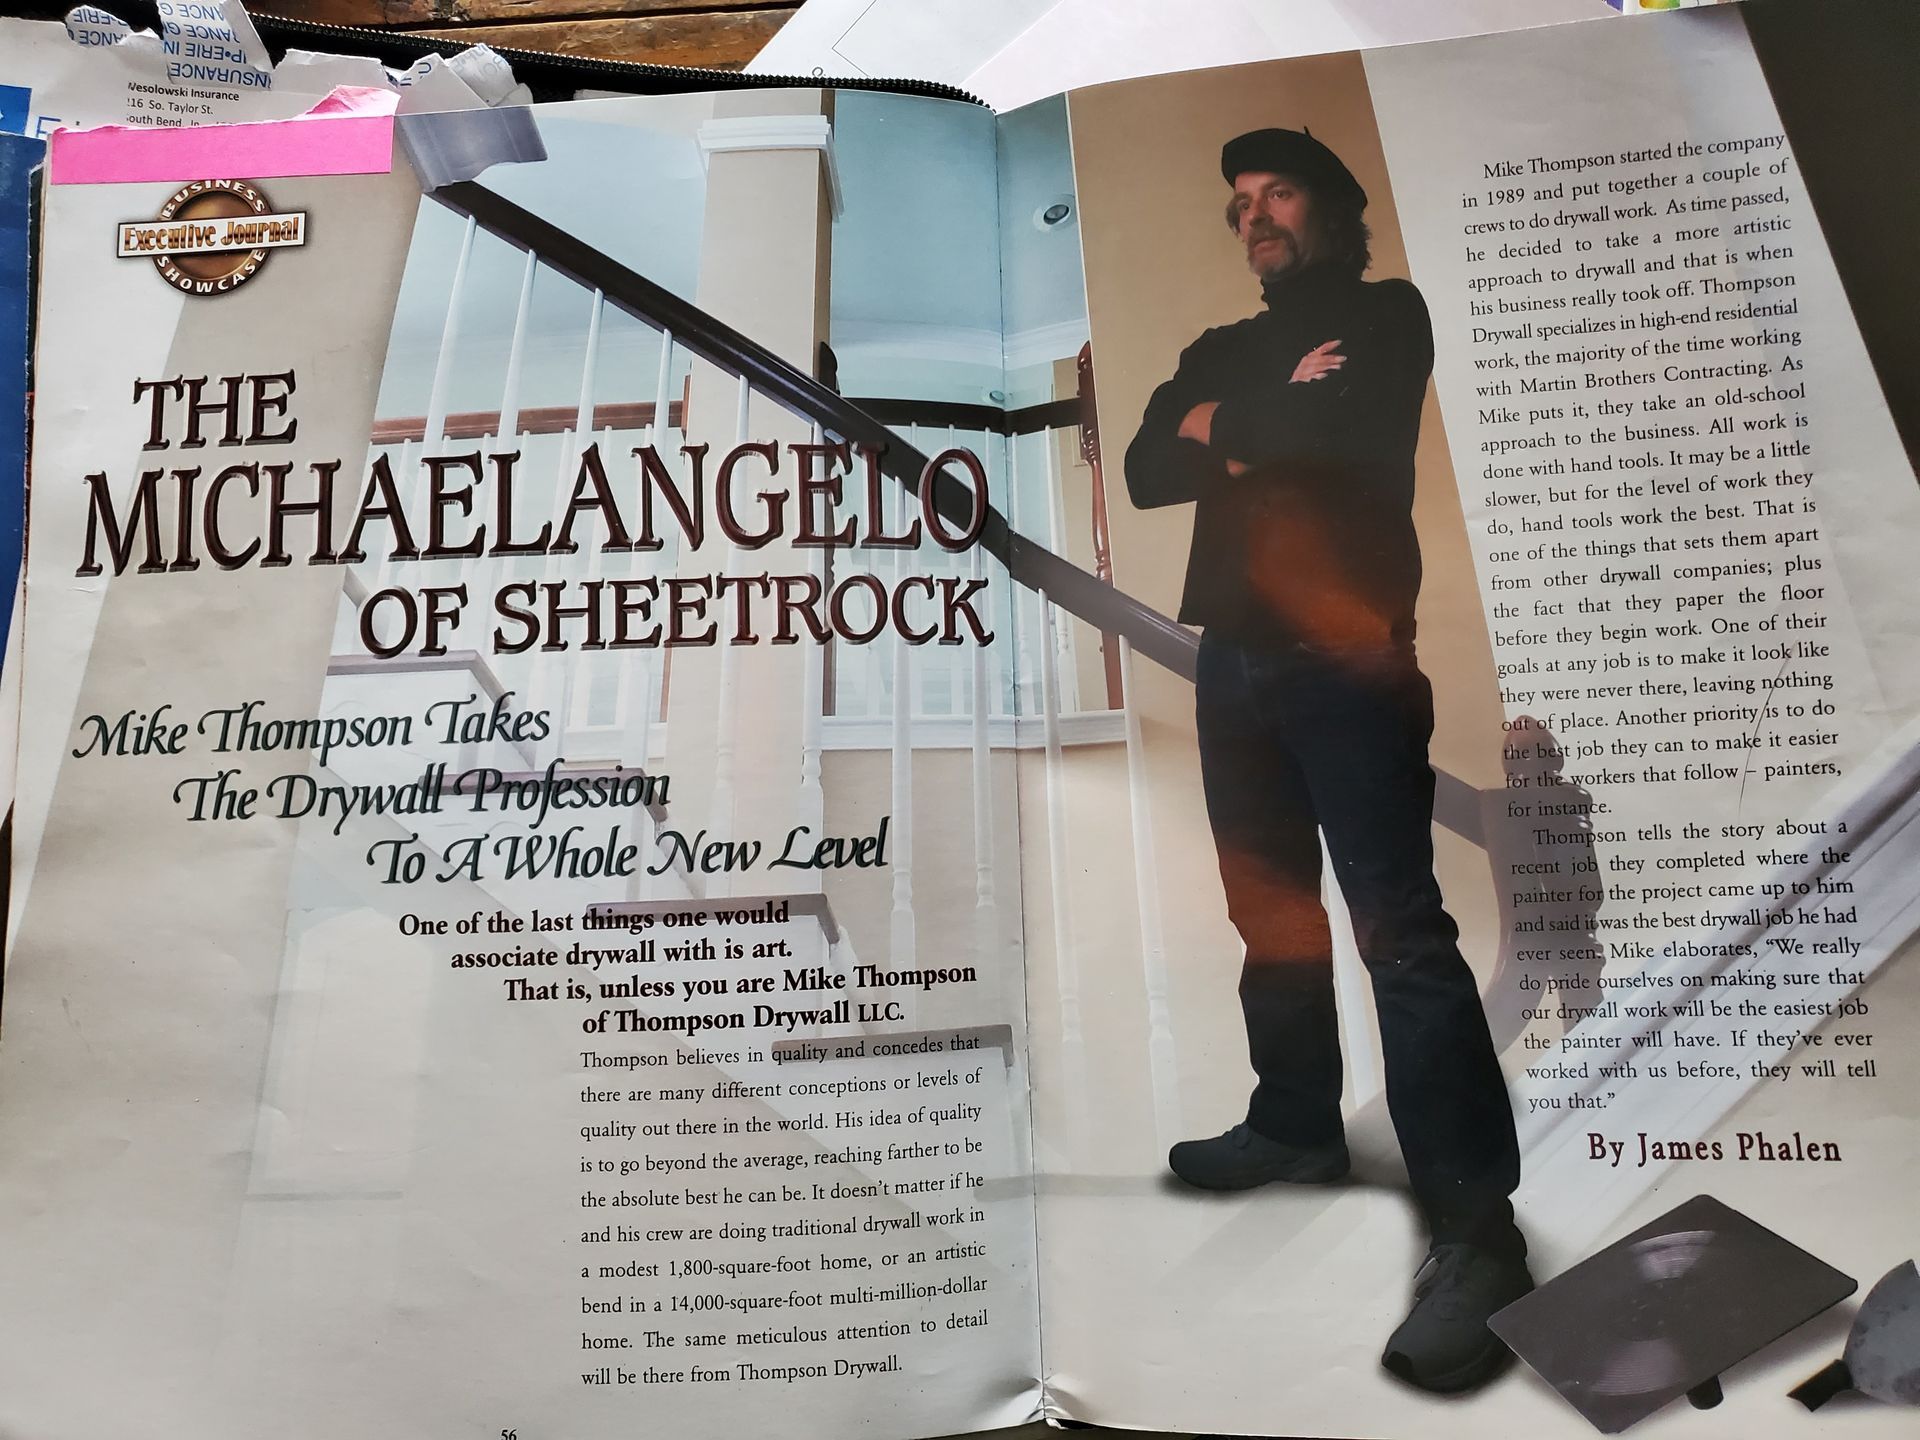 INSURANCE
Wesolowski Insurance
216 So. Taylor St.
South Bend, In
BUSINESS
Executive Journal
SHOWCASE
THE
MICHAELANGELO
OF SHEETROCK
Mike Thompson Takes
The Drywall Profession
To A Whole New Level
One of the last things one would
associate drywall with is art.
That is, unless you are Mike Thompson
of Thompson Drywall LLC.
Thompson believes in quality and concedes that
there are many different conceptions or levels of
quality out there in the world. His idea of quality
is to go beyond the average, reaching farther to be
the absolute best he can be. It doesn't matter if he
and his crew are doing traditional drywall work in
a modest 1,800-square-foot home, or an artistic
bend in a 14,000-square-foot multi-million-dollar
home. The same meticulous attention to detail
will be there from Thompson Drywall.
56
Mike Thompson started the company
in 1989 and put together a couple of
crews to do drywall work. As time passed,
he decided to take a more artistic
approach to drywall and that is when
his business really took off. Thompson
Drywall specializes in high-end residential
work, the majority of the time working
with Martin Brothers Contracting. As
Mike puts it, they take an old-school
approach to the business. All work is
done with hand tools. It may be a little
slower, but for the level of work they
do, hand tools work the best. That is
one of the things that sets them apart
from other drywall companies; plus
the fact that they paper the floor
before they begin work. One of their
goals at any job is to make it look like
they were never there, leaving nothing
out of place. Another priority is to do
the best job they can to make it easier
for the workers that follow – painters,
for instance.
Thompson tells the story about a
recent job they completed where the
painter for the project came up to him
and said it was the best drywall job he had
ever seen. Mike elaborates, “We really
do pride ourselves on making sure that
our drywall work will be the easiest job
the painter will have. If they've ever
worked with us before, they will tell
you that.”
By James Phalen